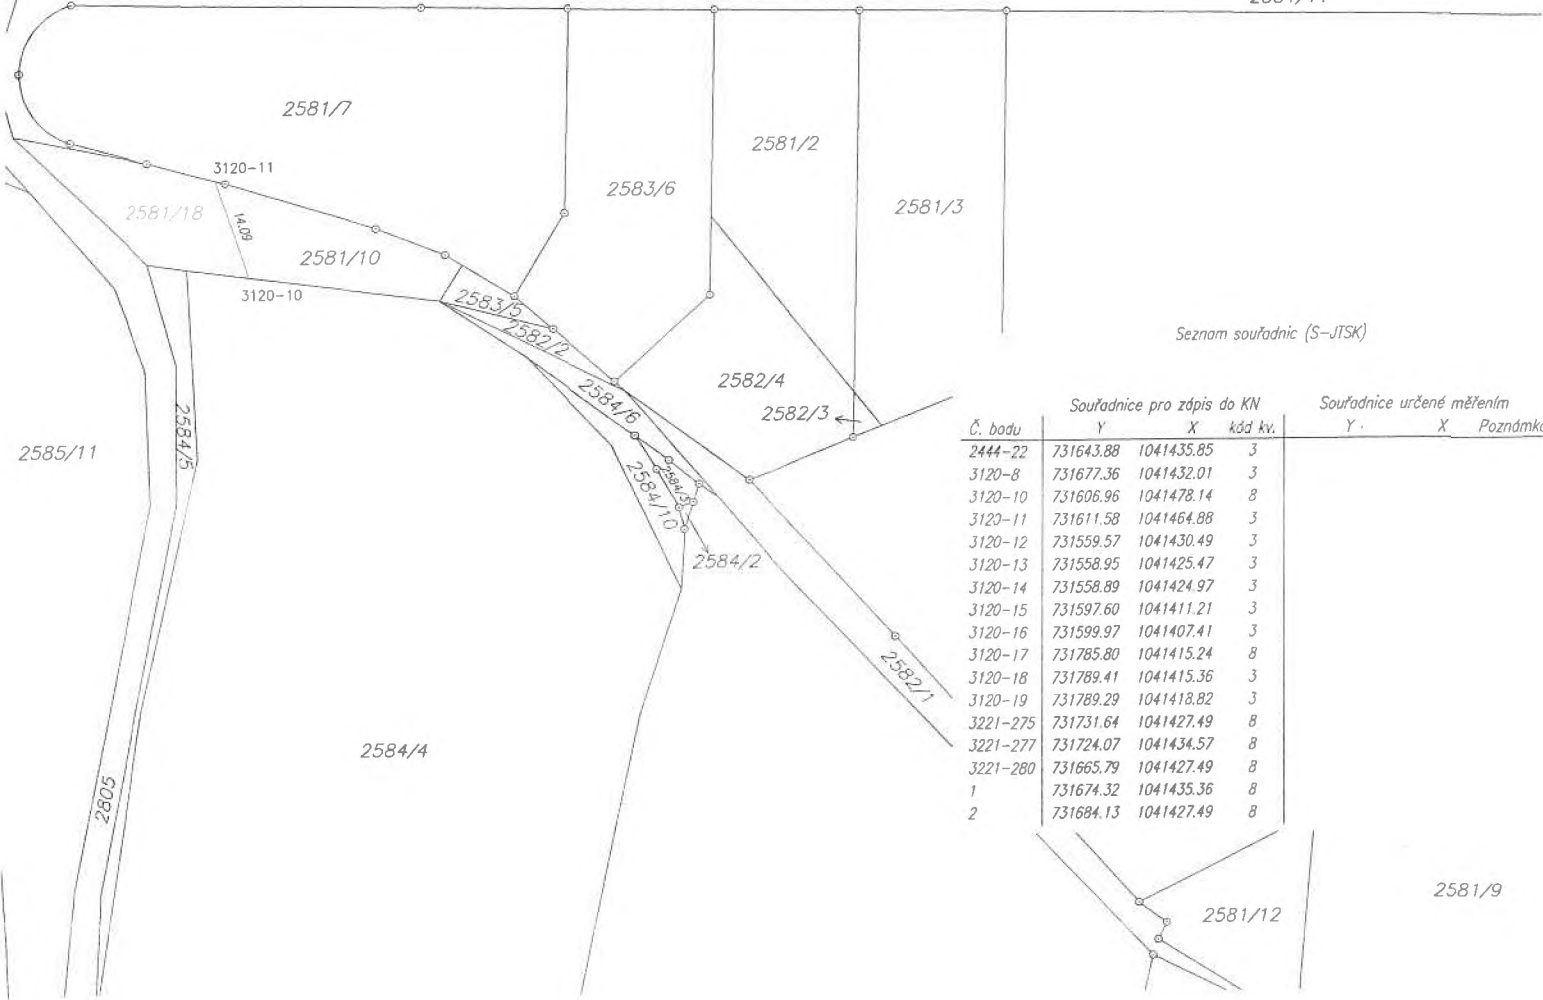 2581/7
2581/2
3120-11
2583/6
2581/18
2581/3
14.09
2581/10
3120-10
2583/5
2582/2
Seznam souřadnic (S-JTSK)
2582/4
2584/6
2582/3
Souřadnice pro zápis do KN Souřadnice určené měřením
Č. bodu Y X kód kv. Y X Poznámka
2444-22 731643.88 1041435.85 3
3120-8 731677.36 1041432.01 3
3120-10 731606.96 1041478.14 8
3120-11 731611.58 1041464.88 3
3120-12 731559.57 1041430.49 3
3120-13 731558.95 1041425.47 3
3120-14 731558.89 1041424.97 3
3120-15 731597.60 1041411.21 3
3120-16 731599.97 1041407.41 3
3120-17 731785.80 1041415.24 8
3120-18 731789.41 1041415.36 3
3120-19 731789.29 1041418.82 3
3221-275 731731.64 1041427.49 8
3221-277 731724.07 1041434.57 8
3221-280 731665.79 1041427.49 8
1 731674.32 1041435.36 8
2 731684.13 1041427.49 8
2585/11
2584/5
2584/10
2584/3
2584/2
2582/1
2584/4
2805
2581/9
2581/12